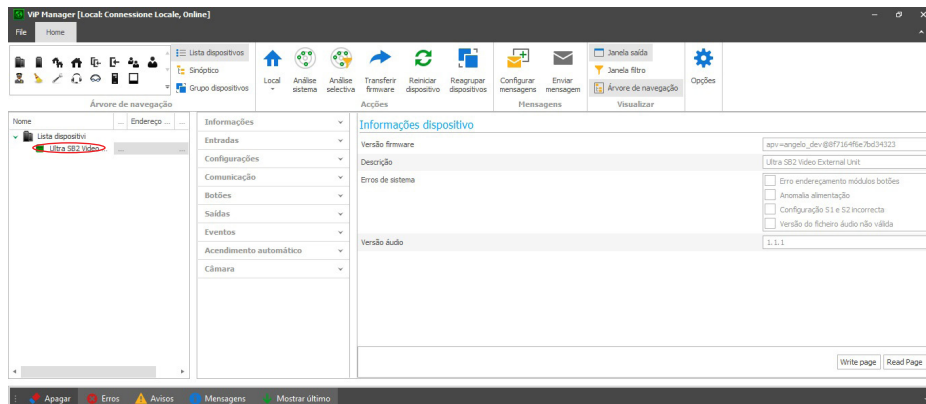 ViP Manager [Local: Connessione Locale, Online]
File Home
Lista dispositivos
Sinóptico
Grupo dispositivos
Árvore de navegação
Local
Análise sistema
Análise selectiva
Transferir firmware
Reiniciar dispositivo
Reagrupar dispositivos
Acções
Configurar mensagens
Enviar mensagem
Mensagens
Janela saída
Janela filtro
Árvore de navegação
Visualizar
Opções
Nome ... Endereço ... ...
Lista dispositivi
Ultra SB2 Video ... ... ...
Informações
Entradas
Configurações
Comunicação
Botões
Saídas
Eventos
Acendimento automático
Câmara
Informações dispositivo
Versão firmware apv=angelo_dev@8f7164f6e7bd34323
Descrição Ultra SB2 Video External Unit
Erros de sistema
Erro endereçamento módulos botões
Anomalia alimentação
Configuração S1 e S2 incorrecta
Versão do ficheiro áudio não válida
Versão áudio 1.1.1
Write page Read Page
Apagar Erros Avisos Mensagens Mostrar último